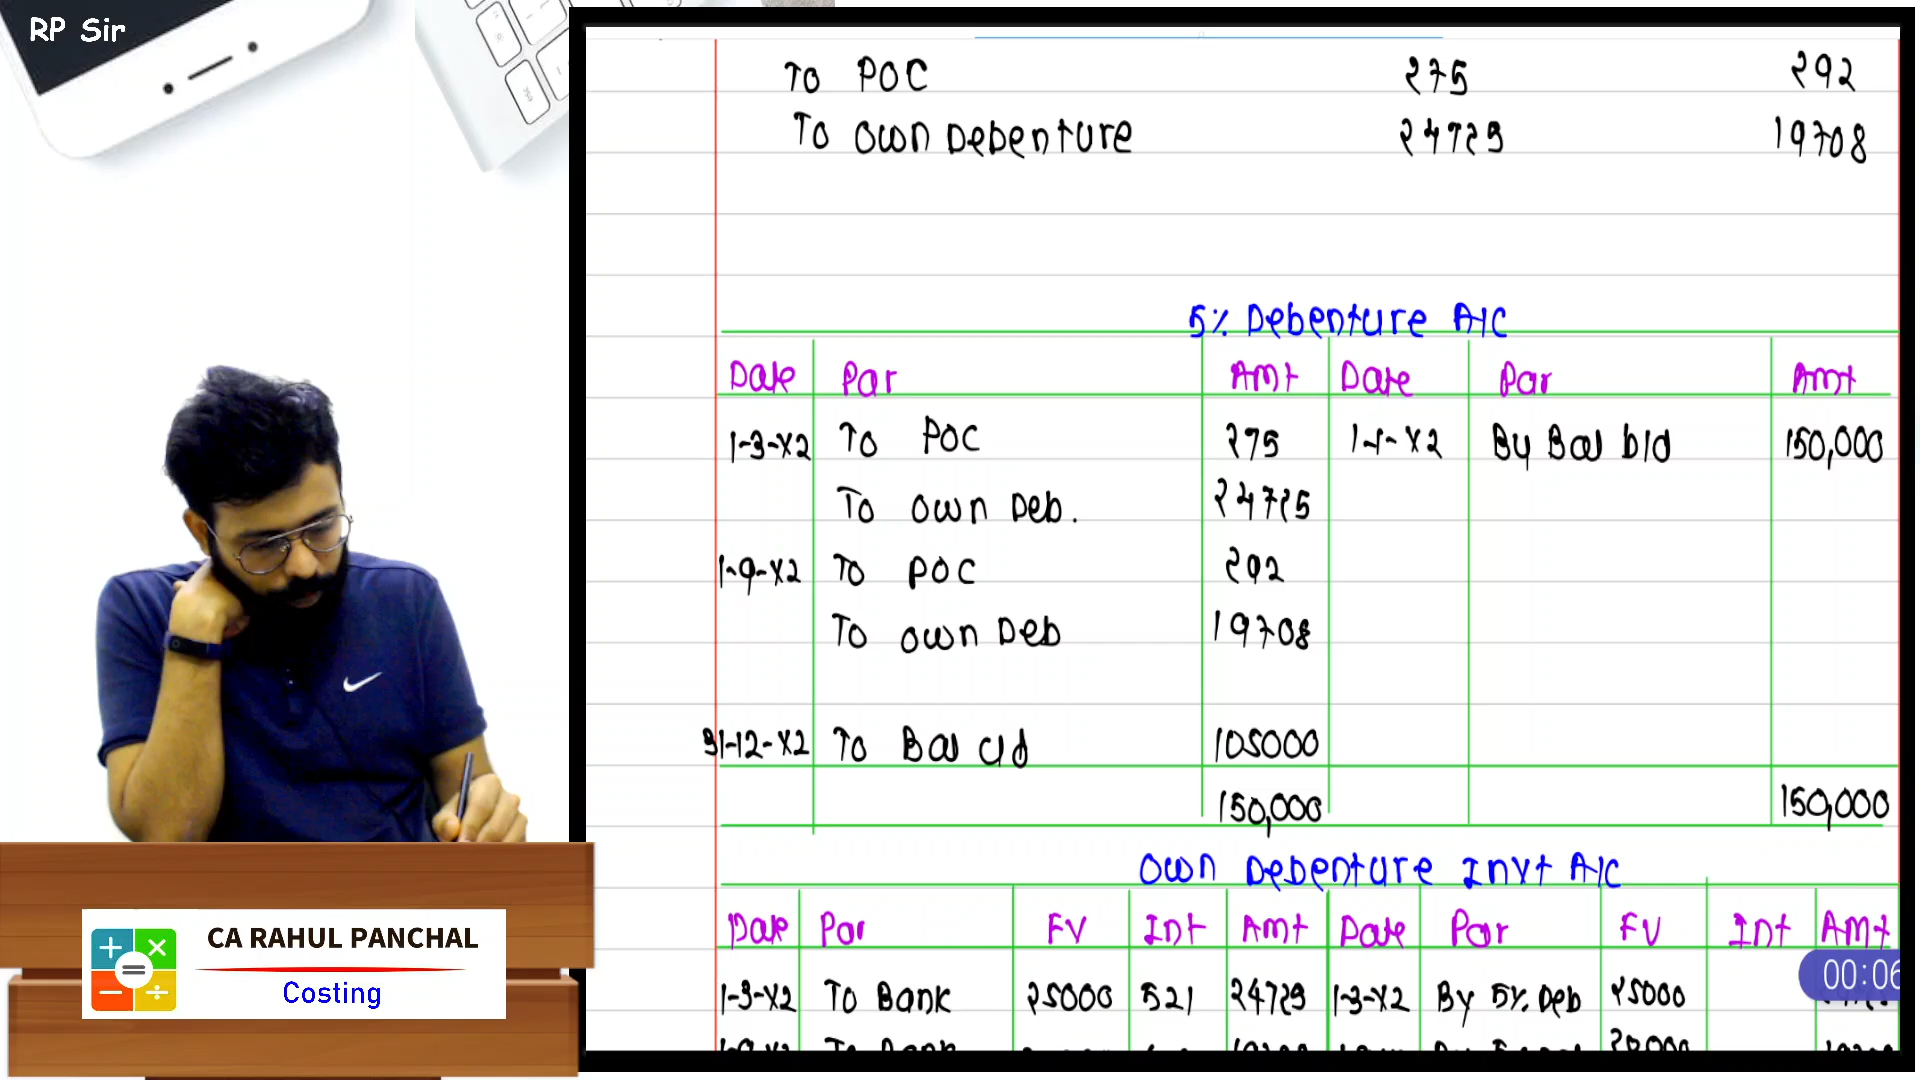 RP Sir
To POC 275 292
To Own Debenture 24725 19708
5% Debenture A/C
Date Par Amt Date Par Amt
1-3-X2 To POC 275 1-1-X2 By Bal b/d 150,000
To Own Deb. 24725
1-9-X2 To POC 292
To Own Deb 19708
31-12-X2 To Bal c/d 105000
150,000 150,000
Own Debenture Invt A/C
Date Par FV Int Amt Date Par FV Int Amt
1-3-X2 To Bank 25000 521 24725 1-3-X2 By 5% Deb 25000
CA RAHUL PANCHAL
Costing
00:06